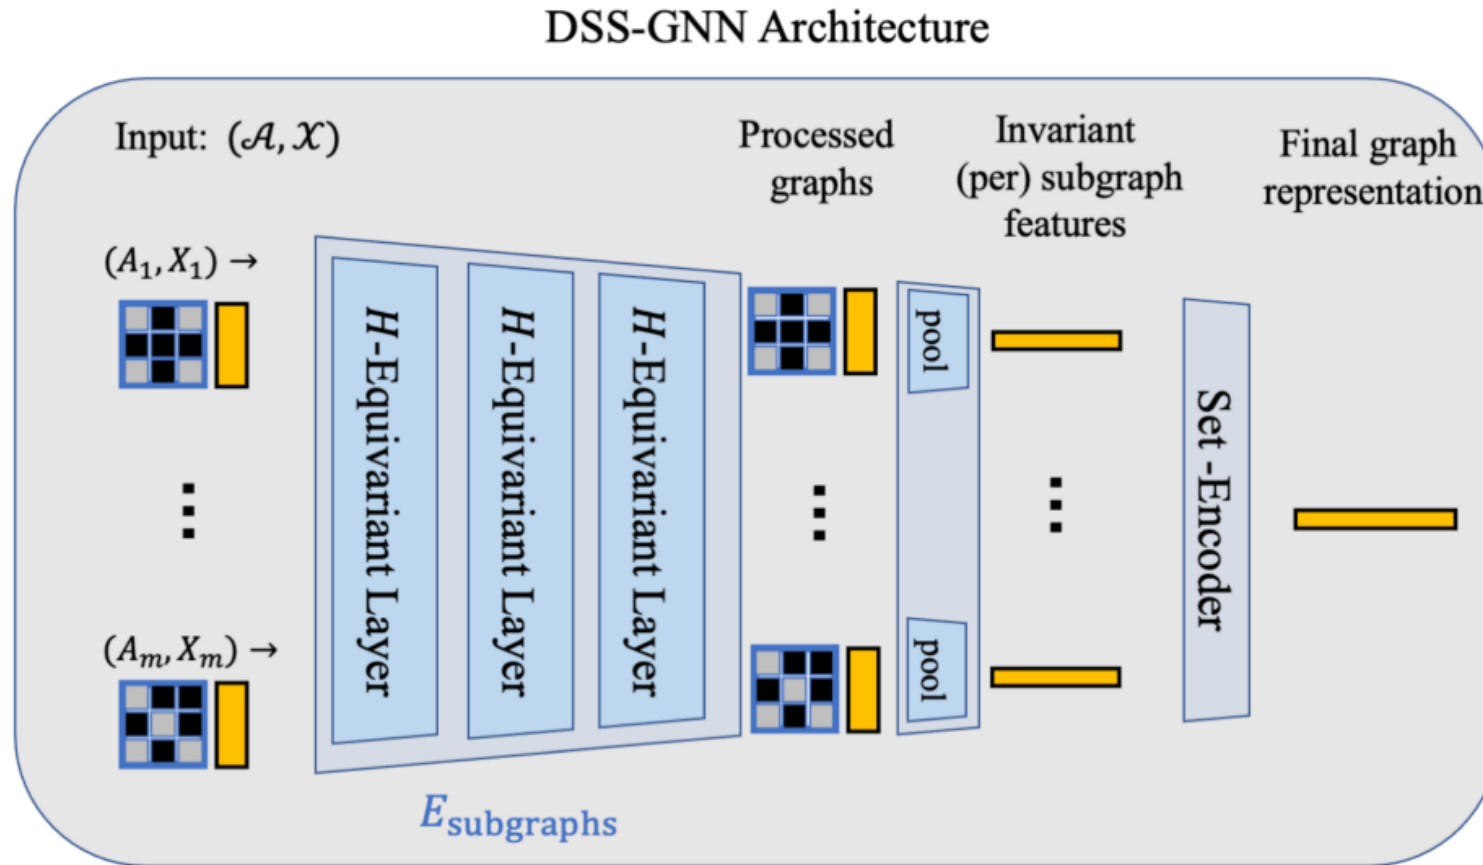 DSS-GNN Architecture
Input: (𝒜, 𝒳)
Processed
graphs
Invariant
(per) subgraph
features
Final graph
representation
(A₁, X₁) →
H-Equivariant Layer
H-Equivariant Layer
H-Equivariant Layer
pool
Set -Encoder
(Aₘ, Xₘ) →
pool
E_subgraphs